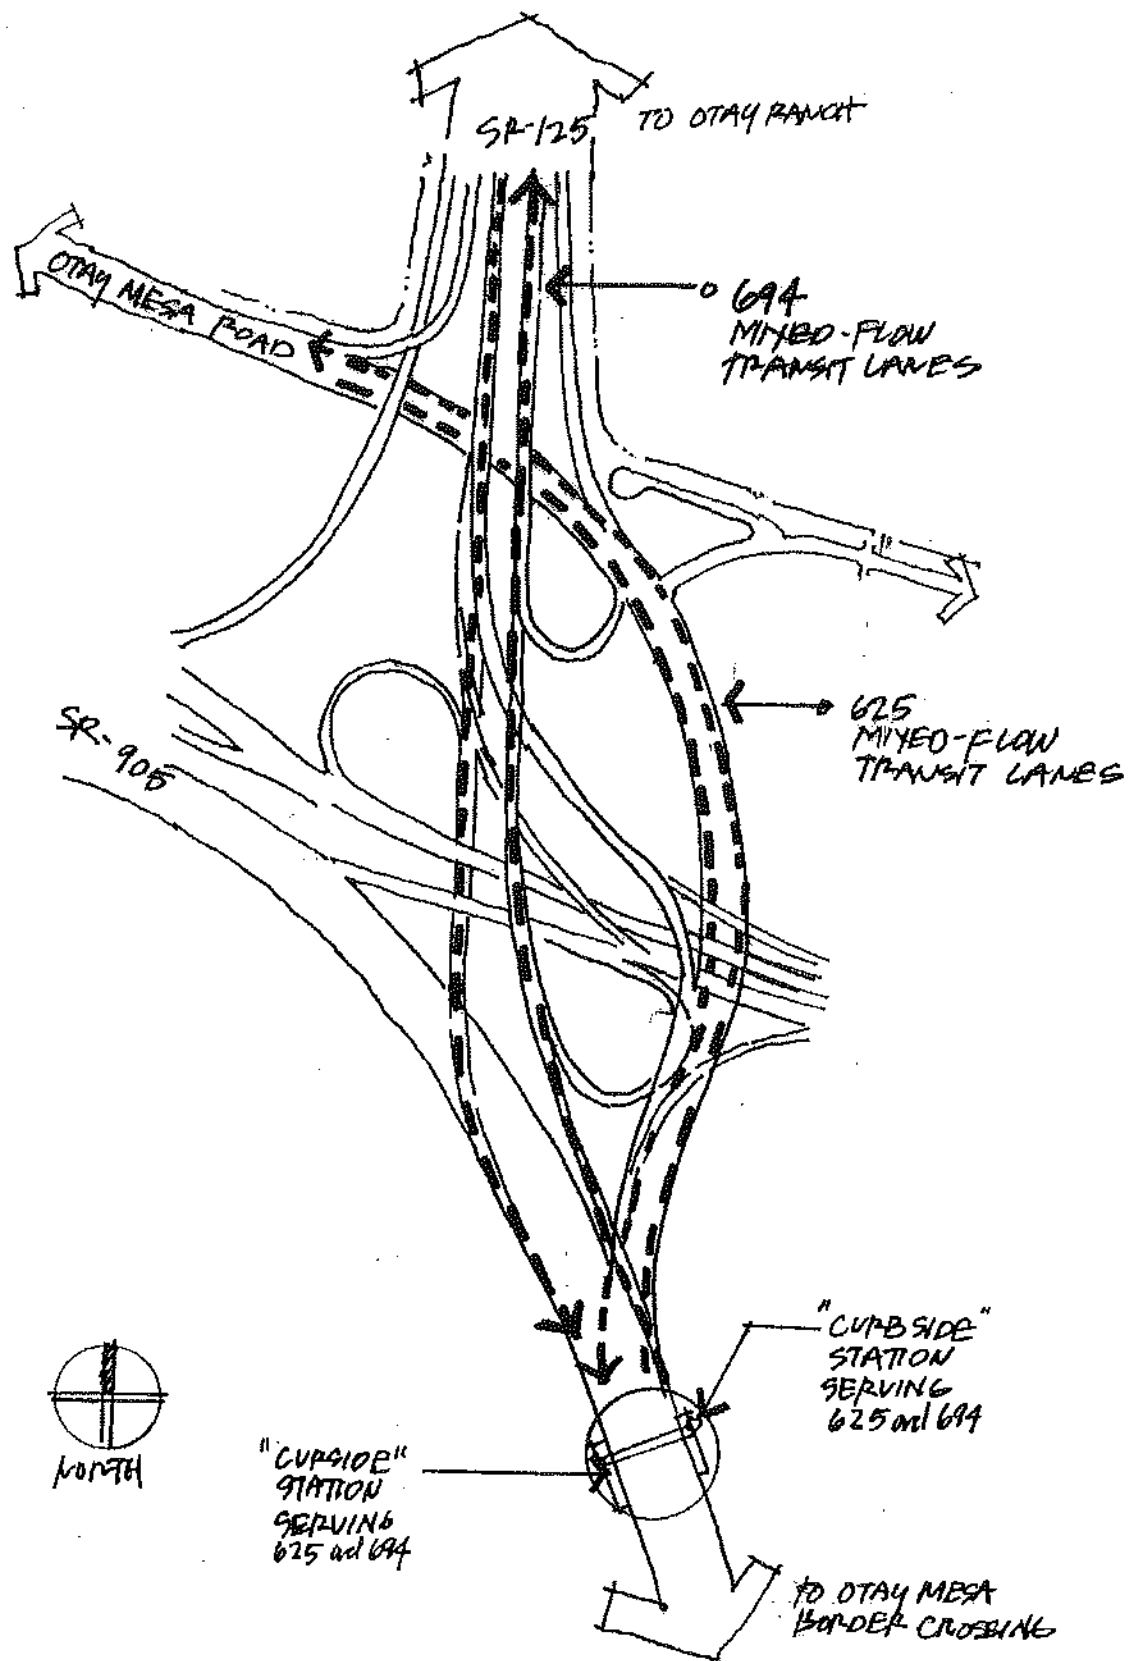 SR-125
TO OTAY RANCH
OTAY MESA ROAD
694
MIXED-FLOW
TRANSIT LANES
625
MIXED-FLOW
TRANSIT LANES
SR-905
"CURBSIDE"
STATION
SERVING
625 and 694
"CURBSIDE"
STATION
SERVING
625 and 694
NORTH
TO OTAY MESA
BORDER CROSSING